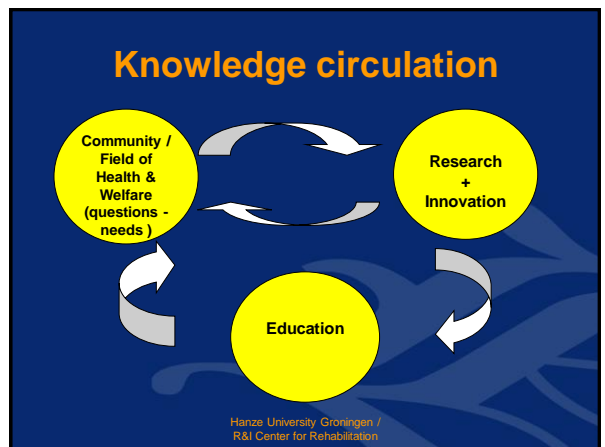 Knowledge circulation
Community /
Field of
Health &
Welfare
(questions -
needs )
Research
+
Innovation
Education
Hanze University Groningen /
R&I Center for Rehabilitation